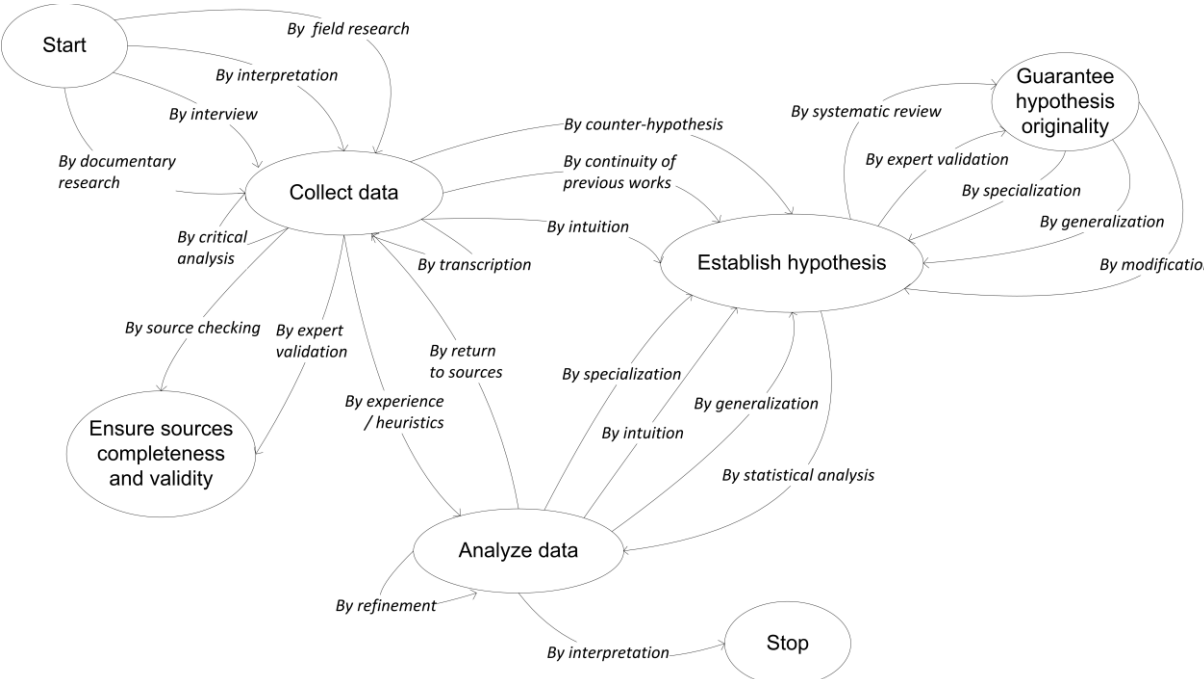 Start
By field research
By interpretation
By interview
By documentary
research
Collect data
By critical
analysis
By counter-hypothesis
By continuity of
previous works
By intuition
By transcription
By systematic review
Guarantee
hypothesis
originality
By expert validation
By specialization
By generalization
By modificatio
Establish hypothesis
By source checking
By expert
validation
By return
to sources
By experience
/ heuristics
Ensure sources
completeness
and validity
By specialization
By intuition
By generalization
By statistical analysis
Analyze data
By refinement
By interpretation
Stop